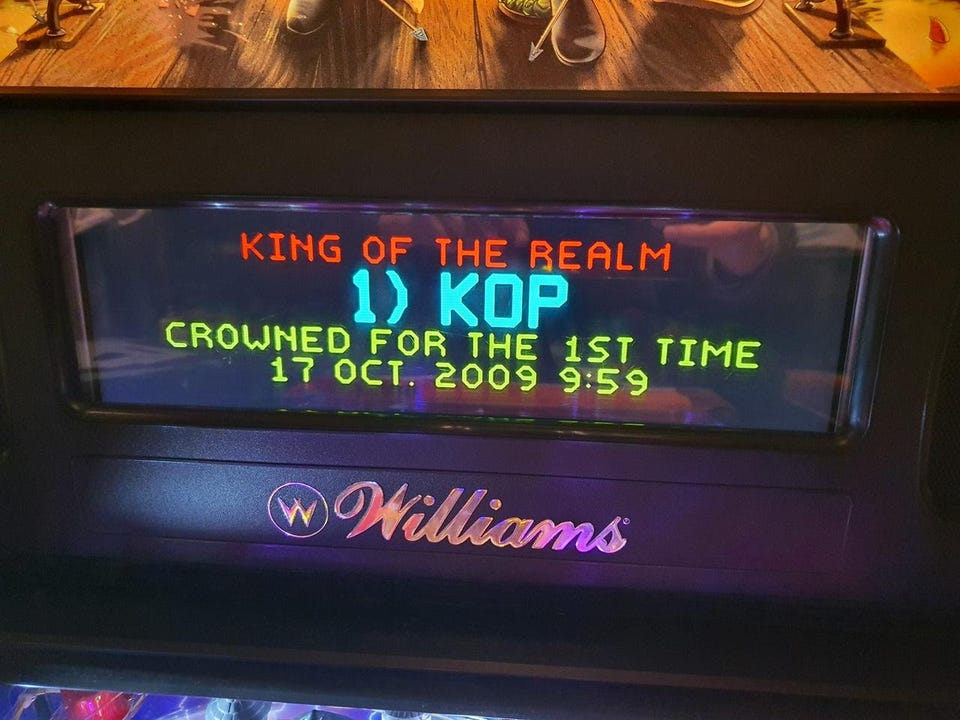 KING OF THE REALM
1) KOP
CROWNED FOR THE 1ST TIME
17 OCT. 2009 9:59
W Williams